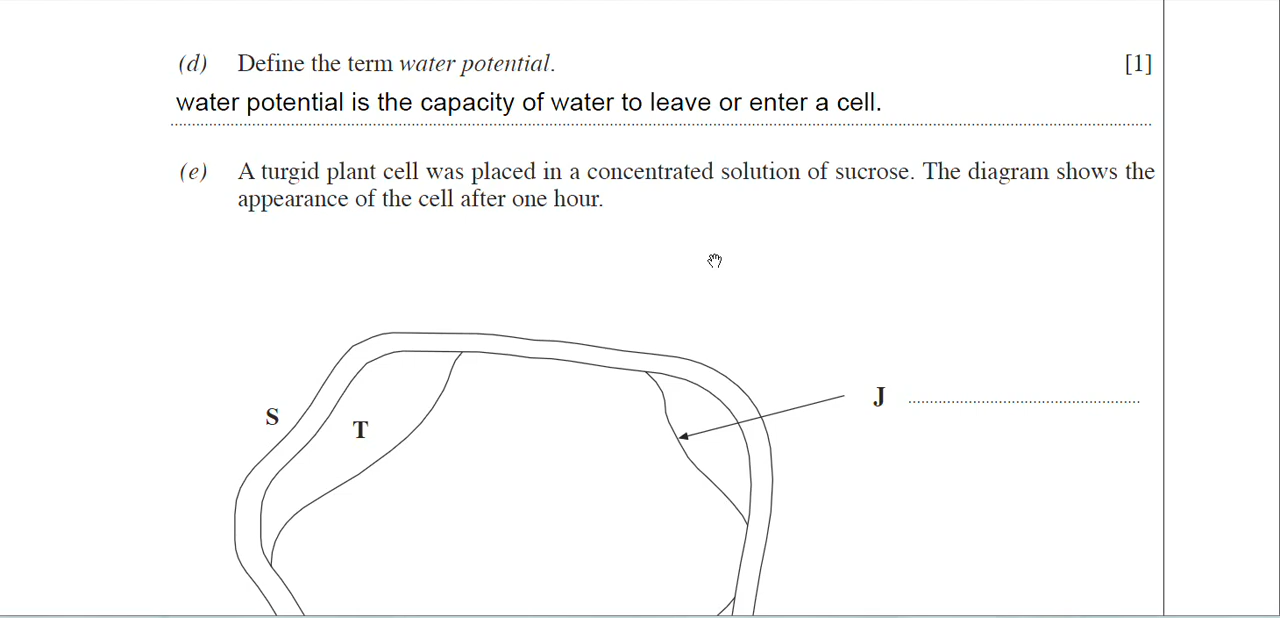 (d) Define the term water potential. [1]
water potential is the capacity of water to leave or enter a cell.
(e) A turgid plant cell was placed in a concentrated solution of sucrose. The diagram shows the
appearance of the cell after one hour.
J
S
T